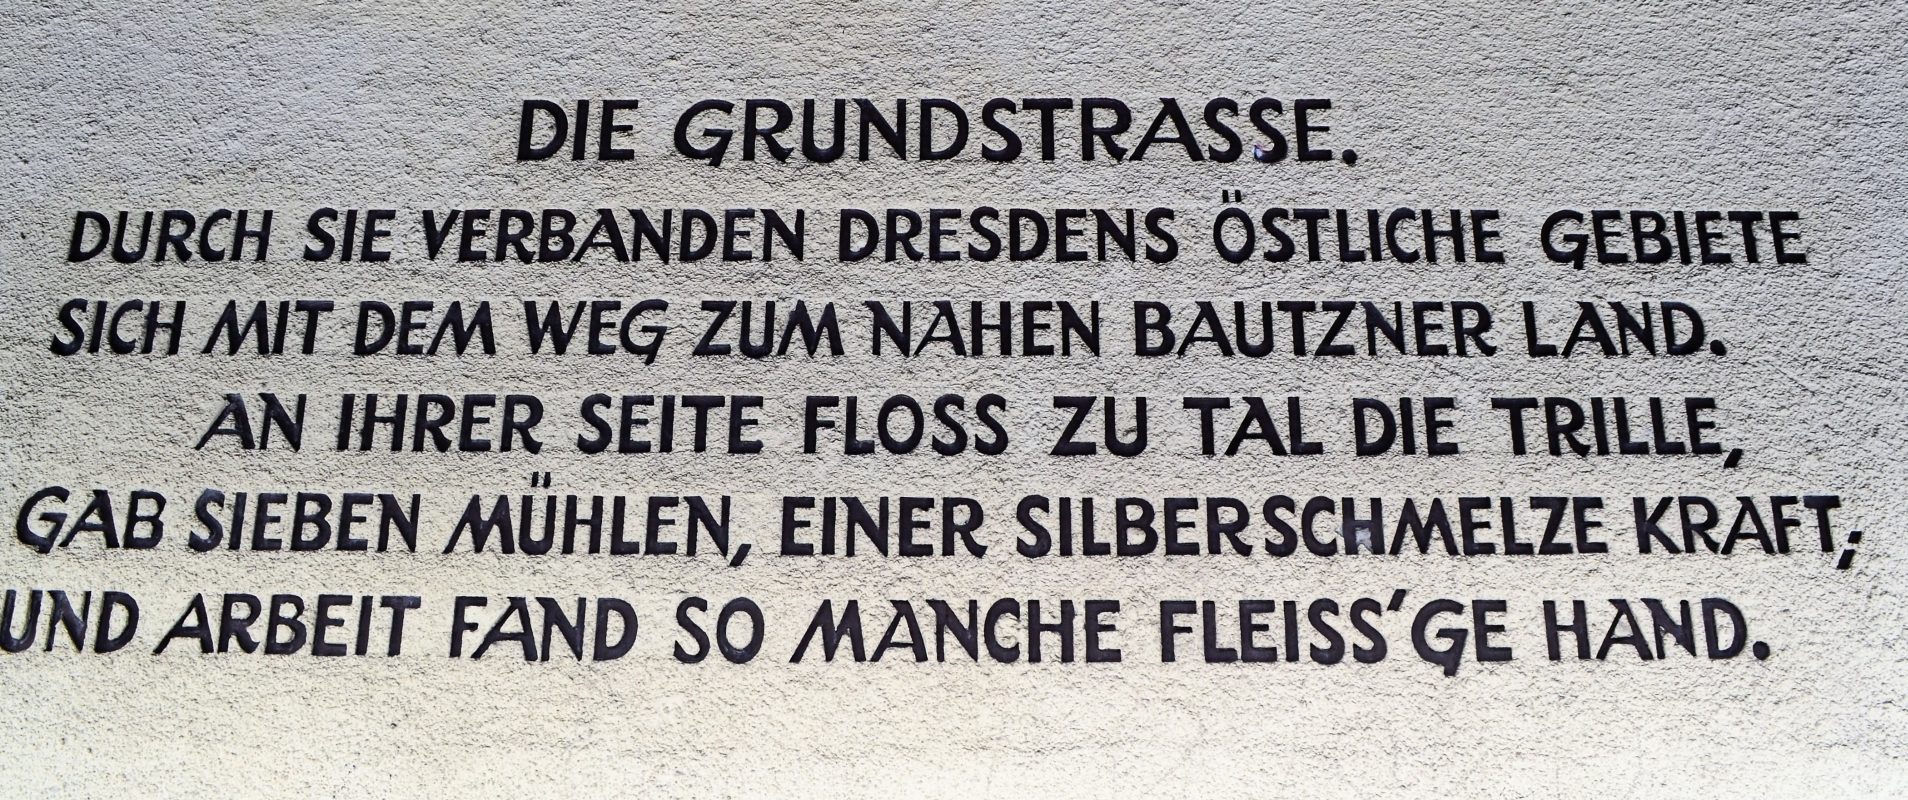 DIE GRUNDSTRASSE.
DURCH SIE VERBANDEN DRESDENS ÖSTLICHE GEBIETE
SICH MIT DEM WEG ZUM NAHEN BAUTZNER LAND.
AN IHRER SEITE FLOSS ZU TAL DIE TRILLE,
GAB SIEBEN MÜHLEN, EINER SILBERSCHMELZE KRAFT;
UND ARBEIT FAND SO MANCHE FLEISS'GE HAND.